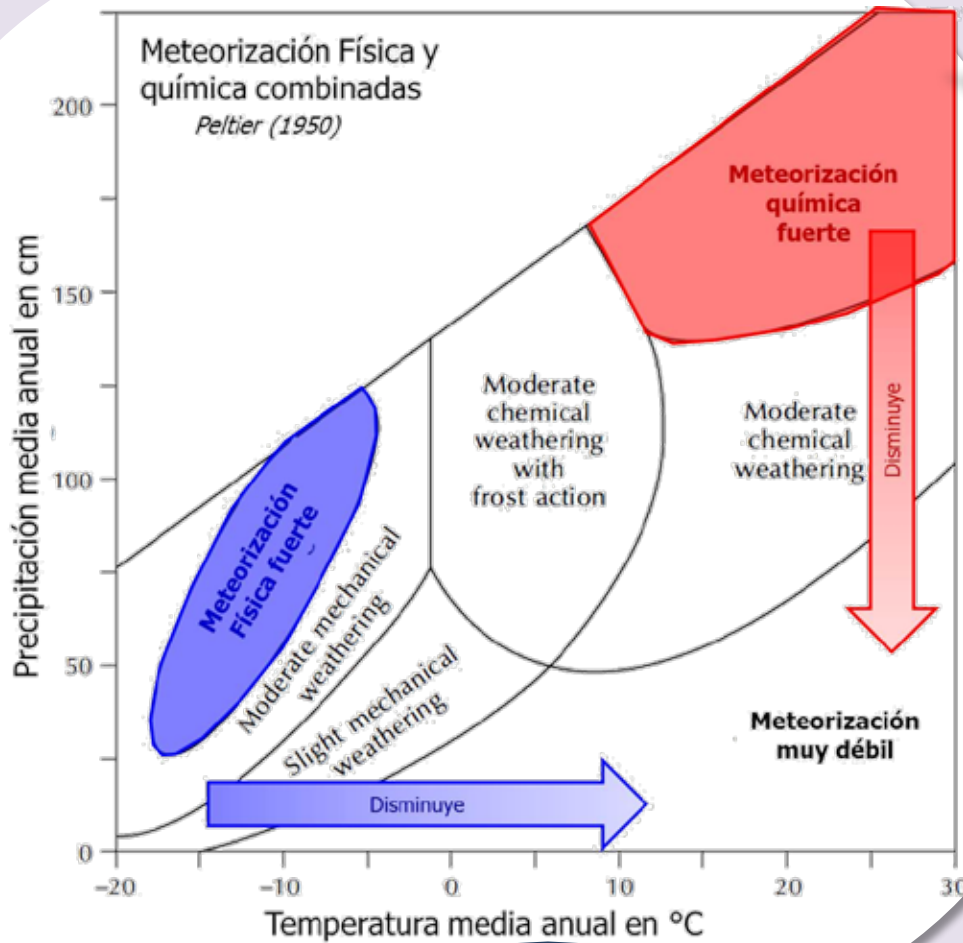 Meteorización Física y
química combinadas
Peltier (1950)
Precipitación media anual en cm
200
150
100
50
0
Meteorización
química
fuerte
Disminuye
Moderate
chemical
weathering
with
frost action
Moderate
chemical
weathering
Meteorización
Física fuerte
Moderate mechanical
weathering
Slight mechanical
weathering
Meteorización
muy débil
Disminuye
−20
−10
0
10
20
30
Temperatura media anual en °C